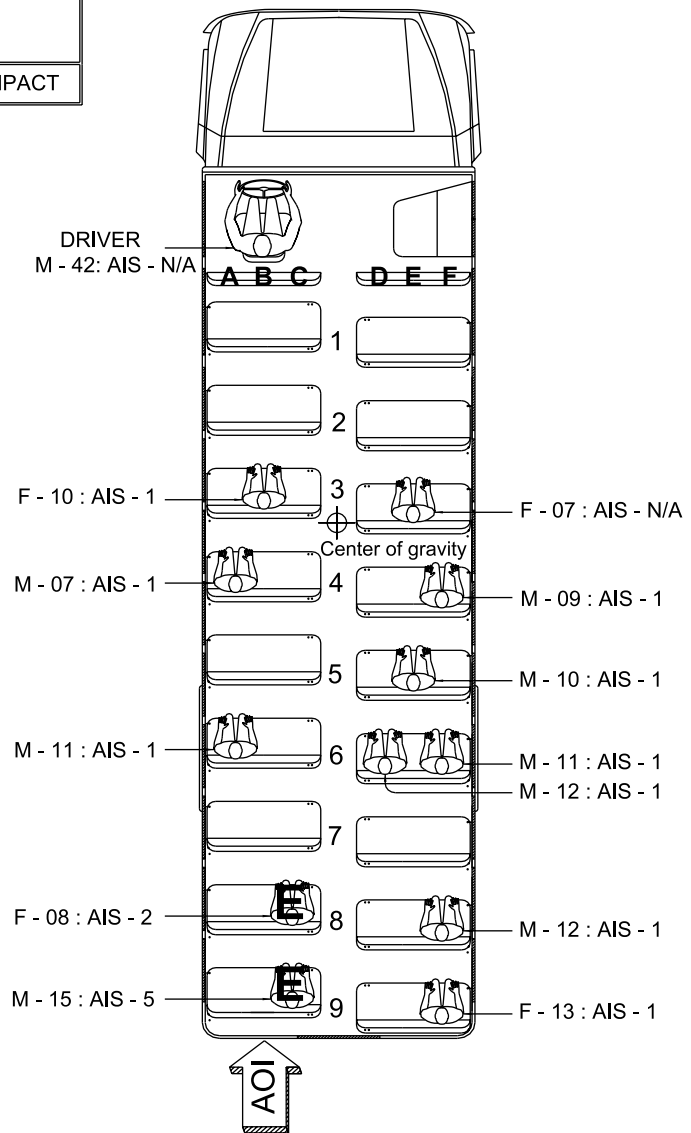 IPACT
DRIVER
M - 42: AIS - N/A
A B C D E F
1
2
3
F - 10 : AIS - 1
F - 07 : AIS - N/A
Center of gravity
M - 07 : AIS - 1
4
M - 09 : AIS - 1
5
M - 10 : AIS - 1
M - 11 : AIS - 1
6
M - 11 : AIS - 1
M - 12 : AIS - 1
7
E
F - 08 : AIS - 2
8
M - 12 : AIS - 1
E
M - 15 : AIS - 5
9
F - 13 : AIS - 1
AOI